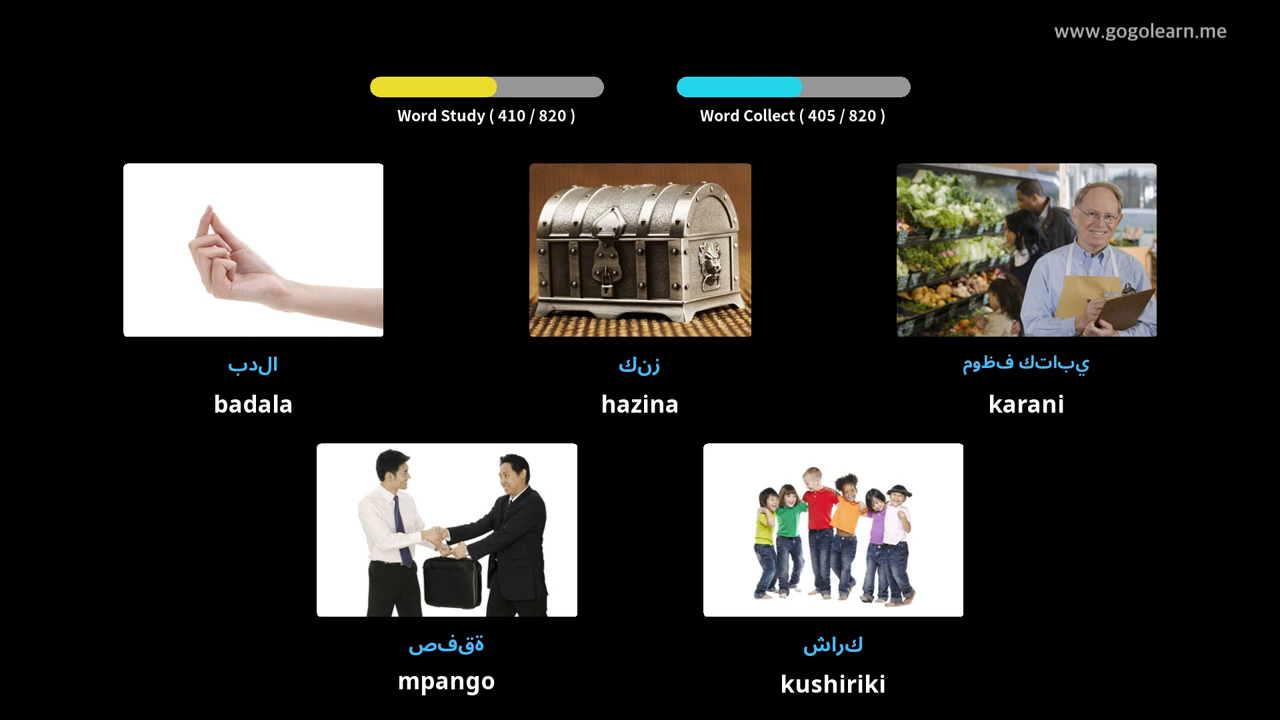 www.gogolearn.me
Word Study ( 410 / 820 )
Word Collect ( 405 / 820 )
الدب
badala
زنك
hazina
يباتك فظوم
karani
ةقفص
mpango
كراش
kushiriki